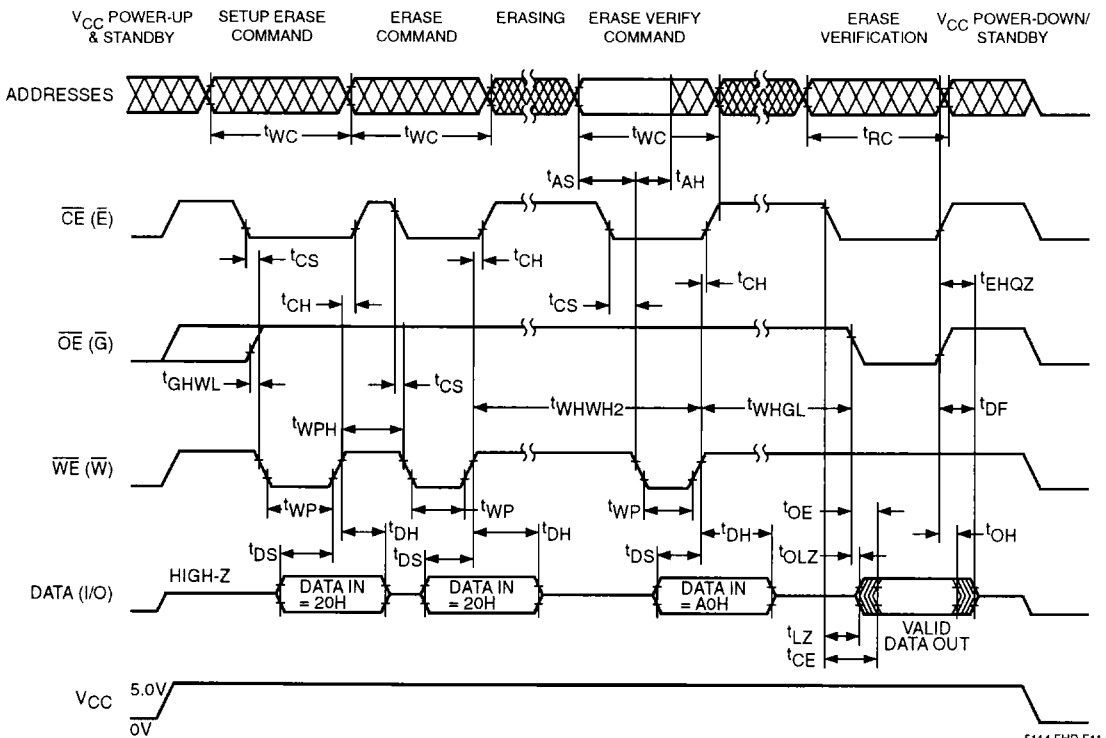 VCC POWER-UP
& STANDBY
SETUP ERASE
COMMAND
ERASE
COMMAND
ERASING
ERASE VERIFY
COMMAND
ERASE
VERIFICATION
VCC POWER-DOWN/
STANDBY
ADDRESSES
tWC
tWC
tWC
tRC
tAS
tAH
CE (E)
tCS
tCH
tCH
tCS
tCH
tEHQZ
OE (G)
tGHWL
tCS
tWPH
tWHWH2
tWHGL
tDF
WE (W)
tWP
tWP
tWP
tOE
tDH
tDH
tDH
tOH
tDS
tDS
tDS
tOLZ
HIGH-Z
DATA (I/O)
DATA IN
= 20H
DATA IN
= 20H
DATA IN
= A0H
VALID
DATA OUT
tLZ
tCE
VCC
5.0V
0V